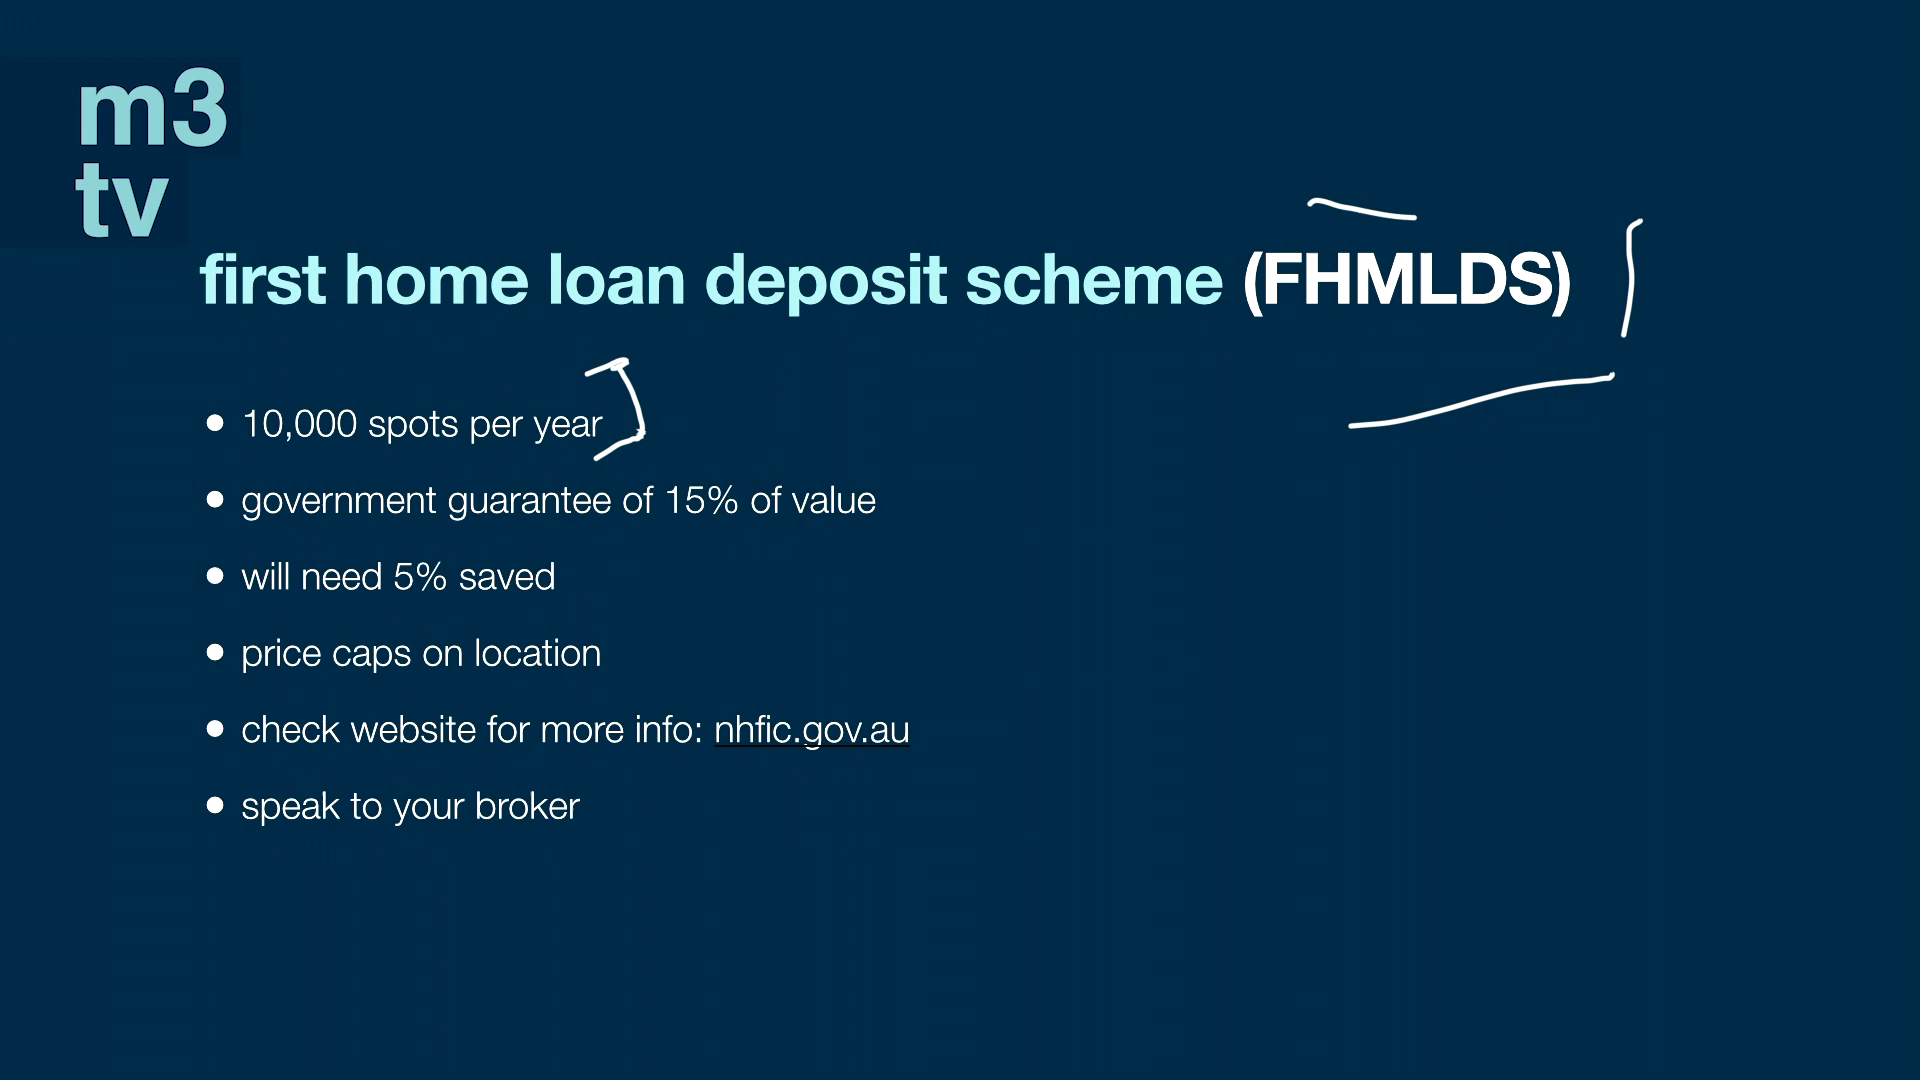 m3
tv
first home loan deposit scheme (FHMLDS)
• 10,000 spots per year
• government guarantee of 15% of value
• will need 5% saved
• price caps on location
• check website for more info: nhfic.gov.au
• speak to your broker